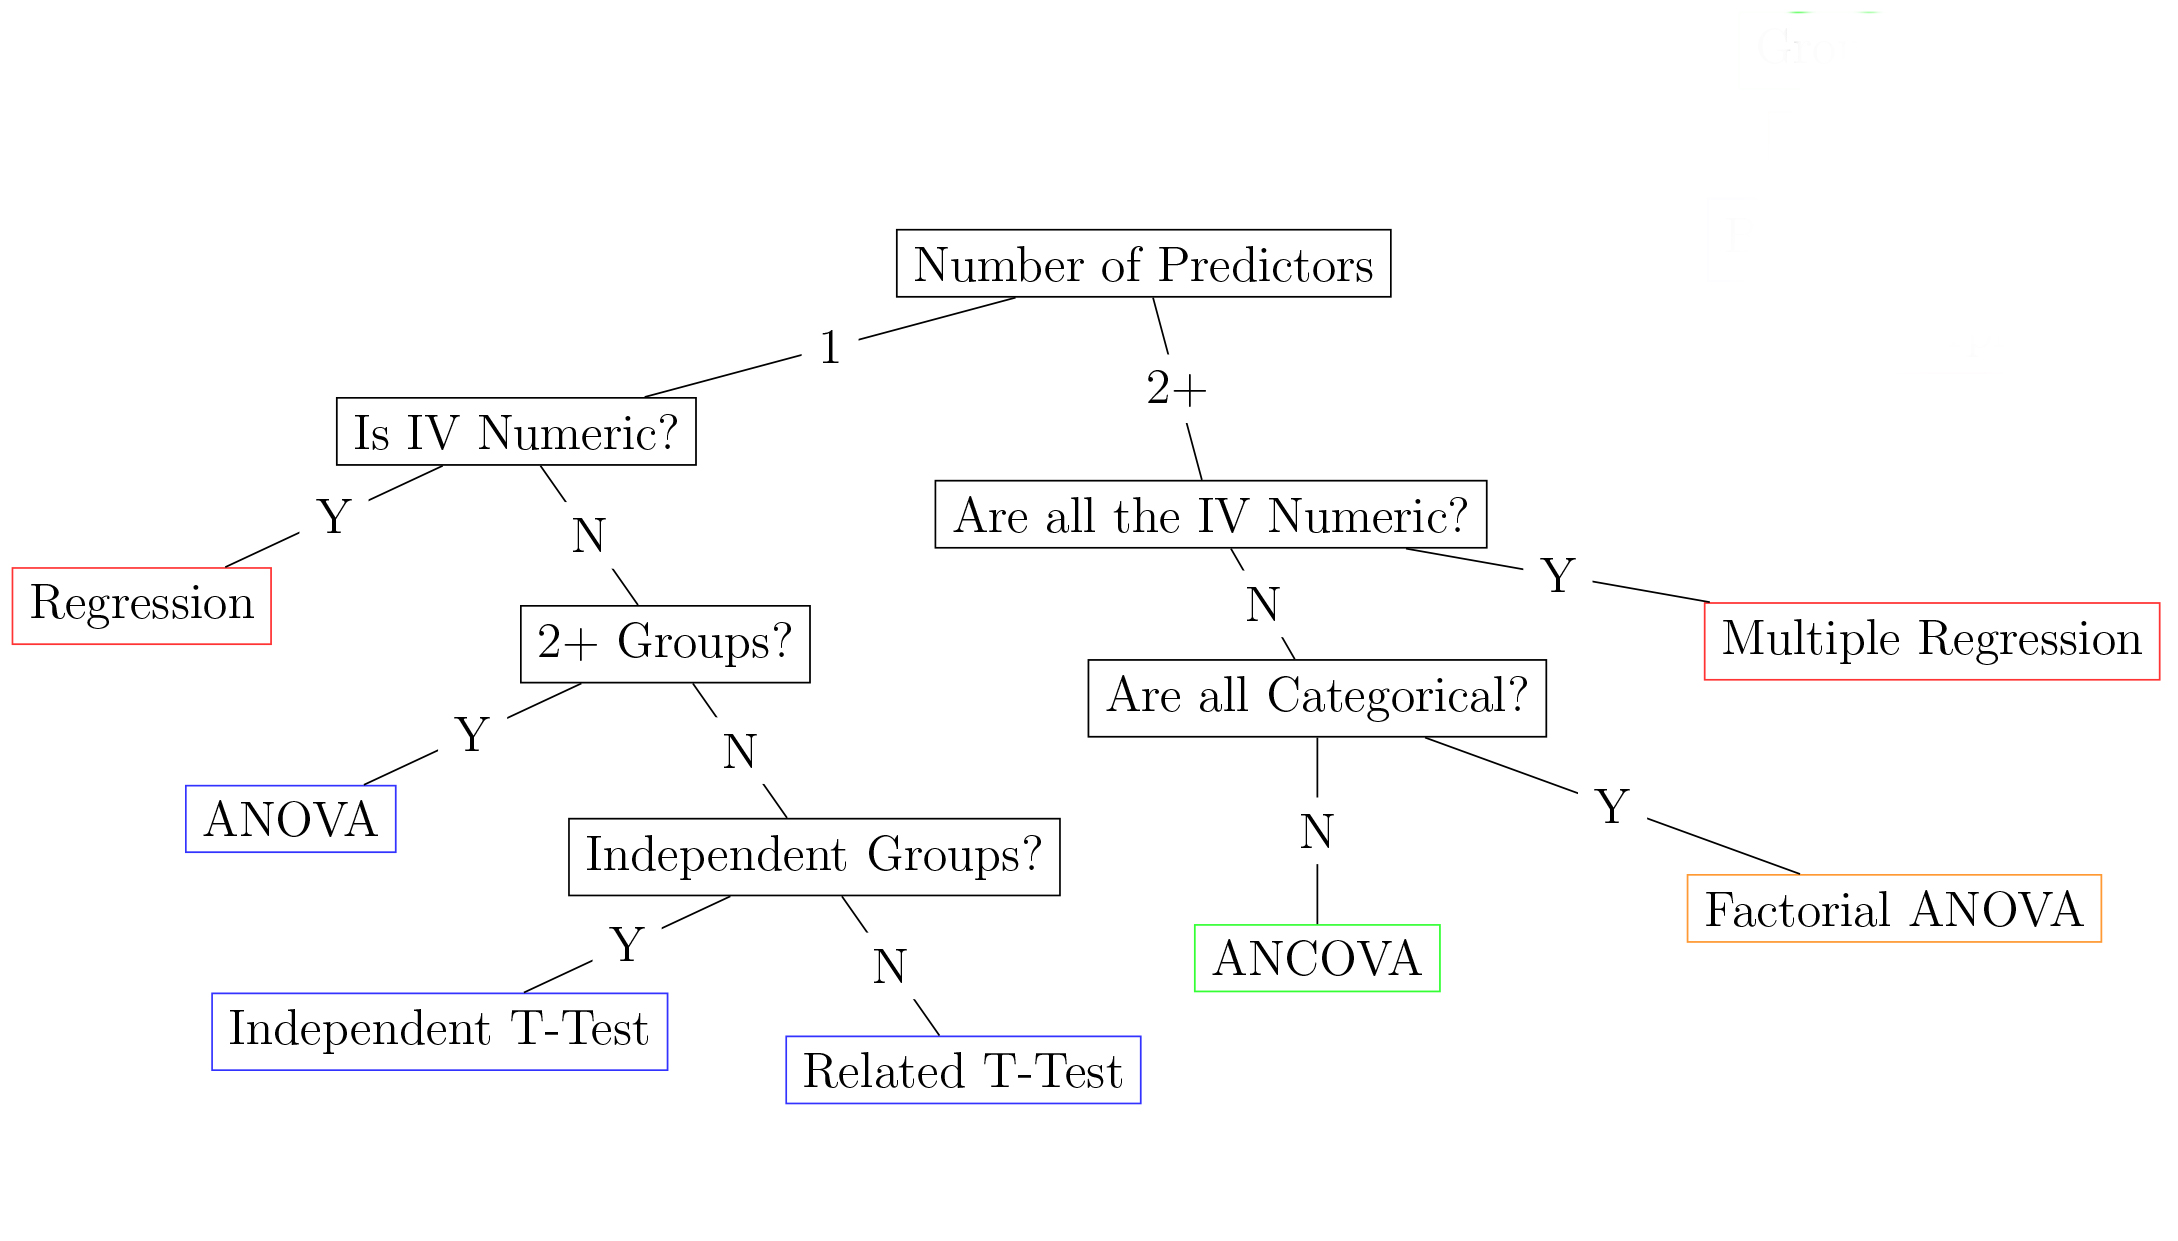 Number of Predictors
1
2+
Is IV Numeric?
Are all the IV Numeric?
Y
N
N
Y
Regression
2+ Groups?
Multiple Regression
Are all Categorical?
Y
N
ANOVA
Independent Groups?
N
Y
Factorial ANOVA
Y
N
ANCOVA
Independent T-Test
Related T-Test